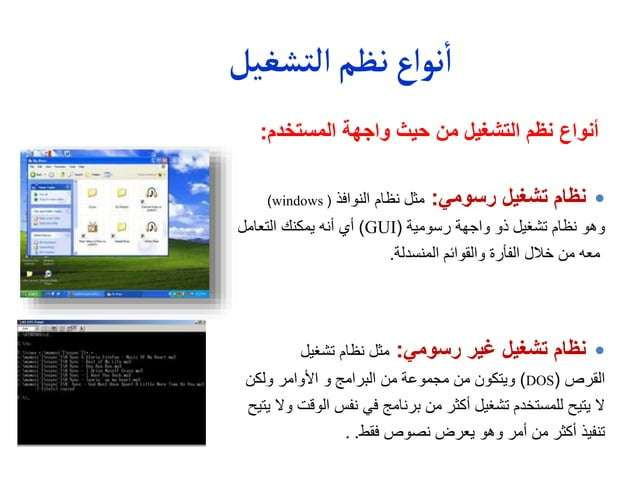 أنواع نظم التشغيل
أنواع نظم التشغيل من حيث واجهة المستخدم:
• نظام تشغيل رسومي: مثل نظام النوافذ ( windows)
وهو نظام تشغيل ذو واجهة رسومية (GUI) أي أنه يمكنك التعامل
معه من خلال الفأرة والقوائم المنسدلة.
• نظام تشغيل غير رسومي: مثل نظام تشغيل
القرص (DOS) ويتكون من مجموعة من البرامج و الأوامر ولكن
لا يتيح للمستخدم تشغيل أكثر من برنامج في نفس الوقت ولا يتيح
تنفيذ أكثر من أمر وهو يعرض نصوص فقط. .